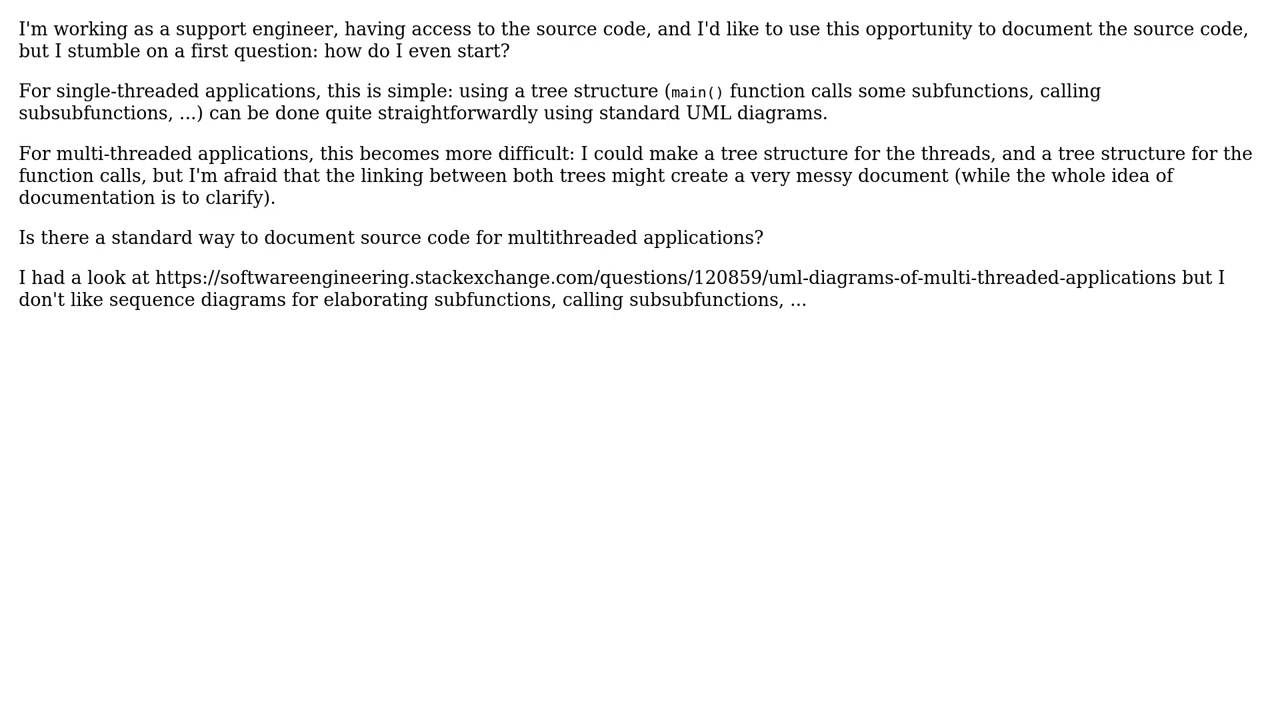 I'm working as a support engineer, having access to the source code, and I'd like to use this opportunity to document the source code,
but I stumble on a first question: how do I even start?
For single-threaded applications, this is simple: using a tree structure (main() function calls some subfunctions, calling
subsubfunctions, ...) can be done quite straightforwardly using standard UML diagrams.
For multi-threaded applications, this becomes more difficult: I could make a tree structure for the threads, and a tree structure for the
function calls, but I'm afraid that the linking between both trees might create a very messy document (while the whole idea of
documentation is to clarify).
Is there a standard way to document source code for multithreaded applications?
I had a look at https://softwareengineering.stackexchange.com/questions/120859/uml-diagrams-of-multi-threaded-applications but I
don't like sequence diagrams for elaborating subfunctions, calling subsubfunctions, ...